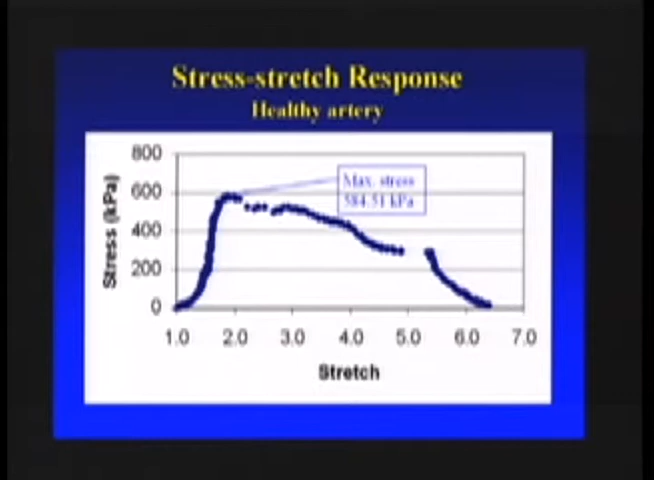 Stress-stretch Response
Healthy artery
800
600
400
200
0
Stress (kPa)
Max. stress
584.51 kPa
1.0 2.0 3.0 4.0 5.0 6.0 7.0
Stretch